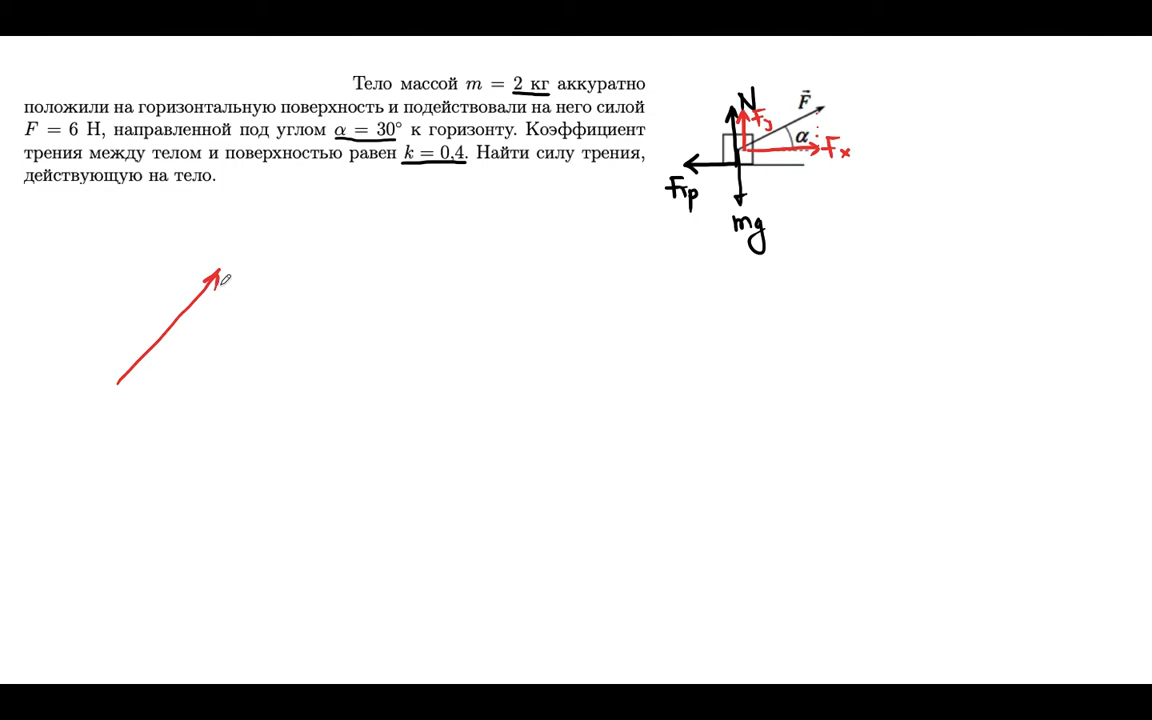 Тело массой m = 2 кг аккуратно
положили на горизонтальную поверхность и подействовали на него силой
F = 6 Н, направленной под углом α = 30° к горизонту. Коэффициент
трения между телом и поверхностью равен k = 0,4. Найти силу трения,
действующую на тело.
N
Fy
F⃗
α
Fx
Fтр
mg